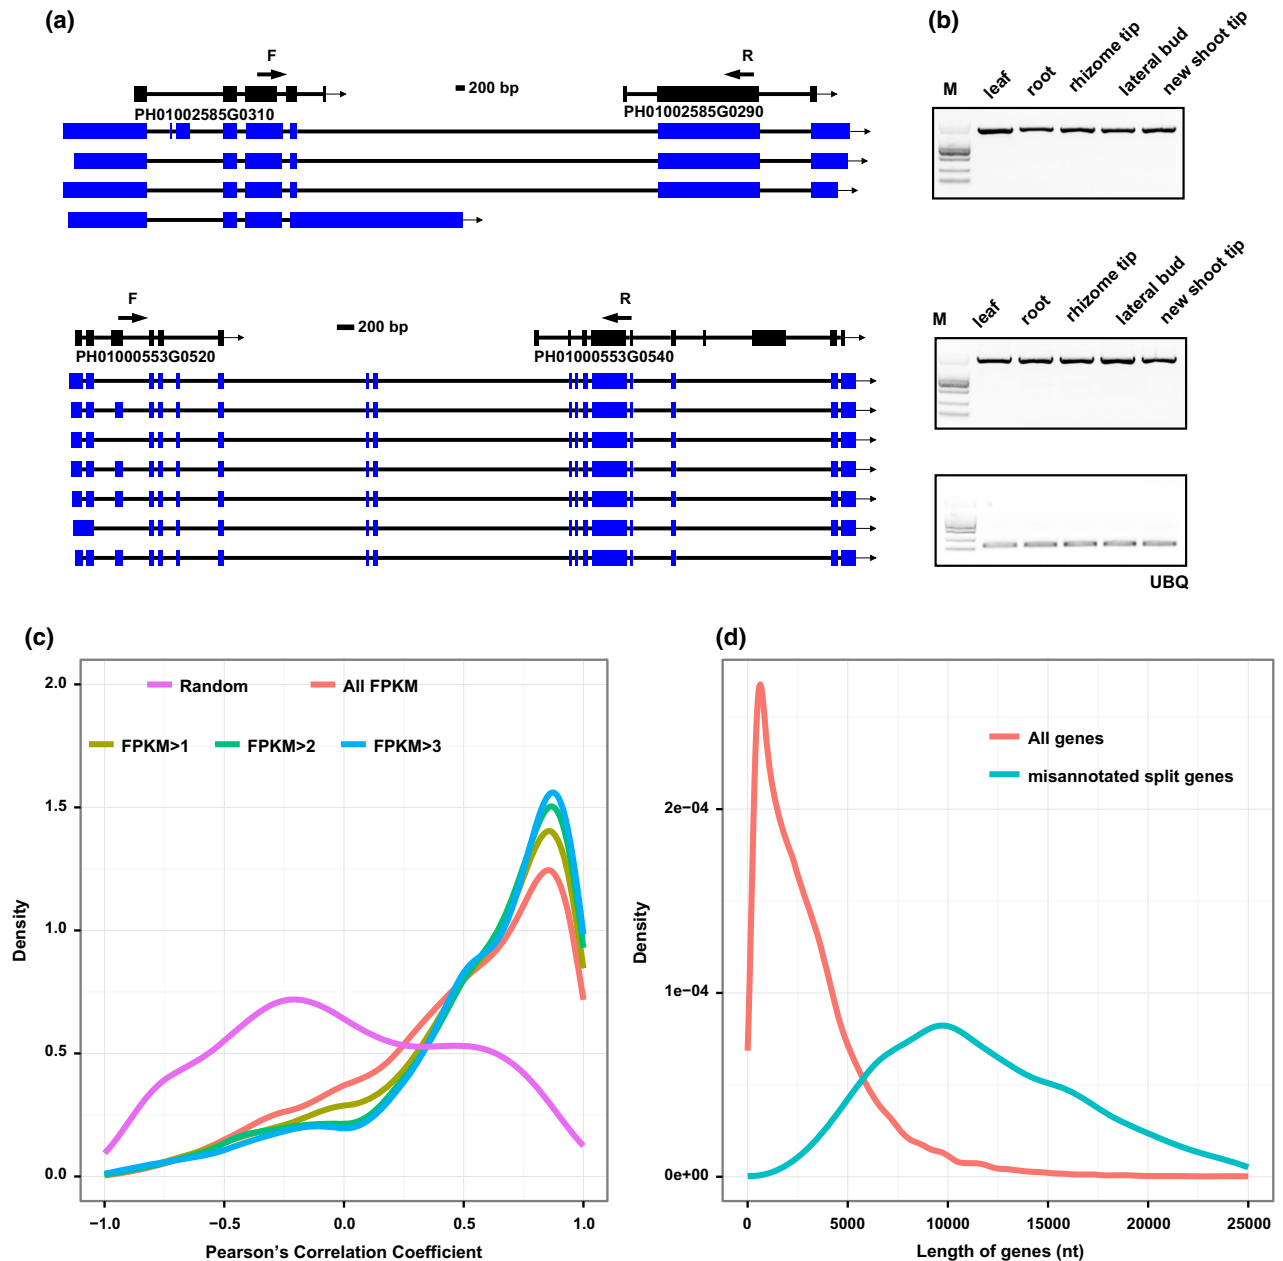 (a)
F
R
200 bp
PH01002585G0310
PH01002585G0290
F
R
200 bp
PH01000553G0520
PH01000553G0540
(b)
M
leaf
root
rhizome tip
lateral bud
new shoot tip
M
leaf
root
rhizome tip
lateral bud
new shoot tip
UBQ
(c)
Random
All FPKM
FPKM>1
FPKM>2
FPKM>3
2.0
1.5
1.0
0.5
0.0
Density
−1.0
−0.5
0.0
0.5
1.0
Pearson's Correlation Coefficient
(d)
All genes
misannotated split genes
2e−04
1e−04
0e+00
Density
0
5000
10000
15000
20000
25000
Length of genes (nt)